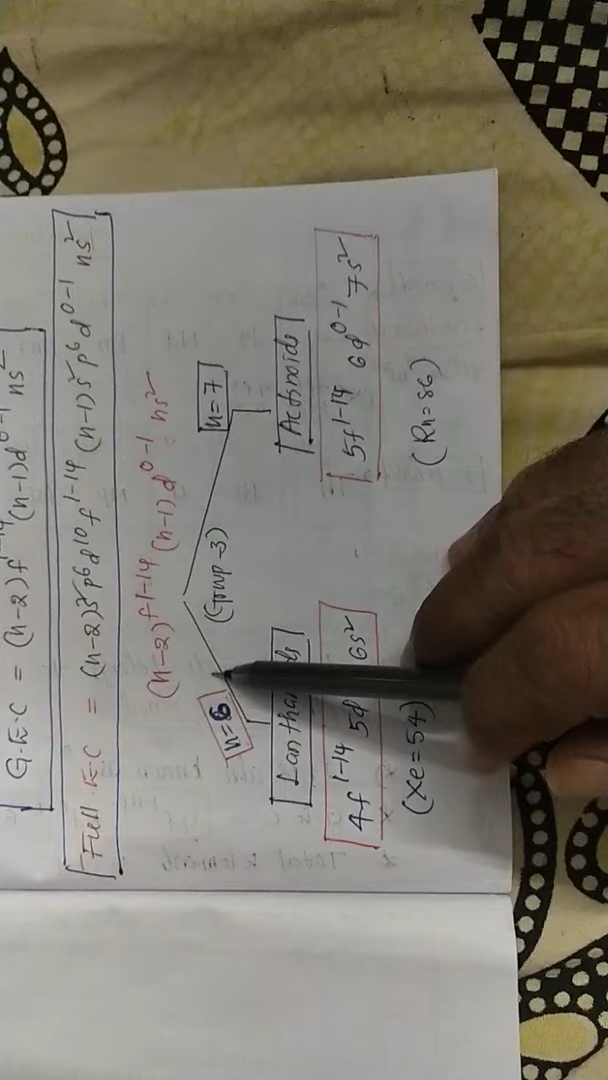 G.E.C = (n-2)f¹⁻¹⁴ (n-1)d⁰⁻¹ ns²
Full E.C = (n-2)s²p⁶d¹⁰f¹⁻¹⁴ (n-1)s²p⁶d⁰⁻¹ ns²
(n-2)f¹⁻¹⁴ (n-1)d⁰⁻¹ ns²
n=6 (Group-3) n=7
Actinoids
4f¹⁻¹⁴ 5d 6s² 5f¹⁻¹⁴ 6d⁰⁻¹ 7s²
(Xe=54) (Rn=86)